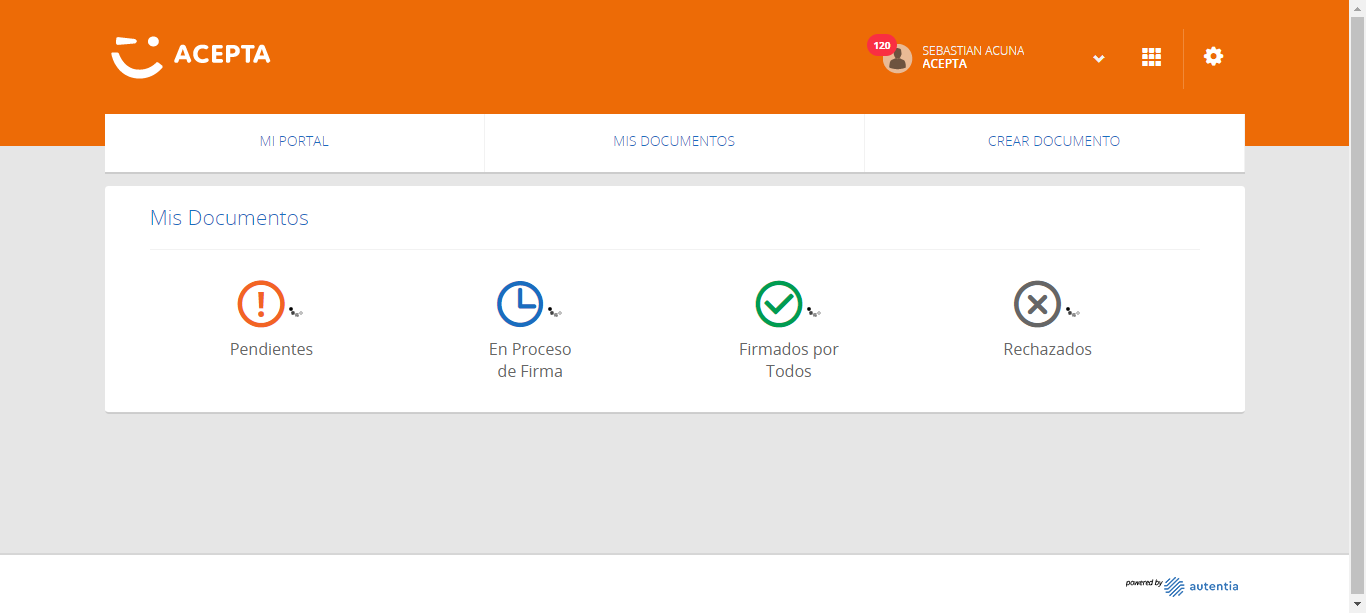 ACEPTA
120
SEBASTIAN ACUNA
ACEPTA
MI PORTAL
MIS DOCUMENTOS
CREAR DOCUMENTO
Mis Documentos
Pendientes
En Proceso
de Firma
Firmados por
Todos
Rechazados
powered by autentia